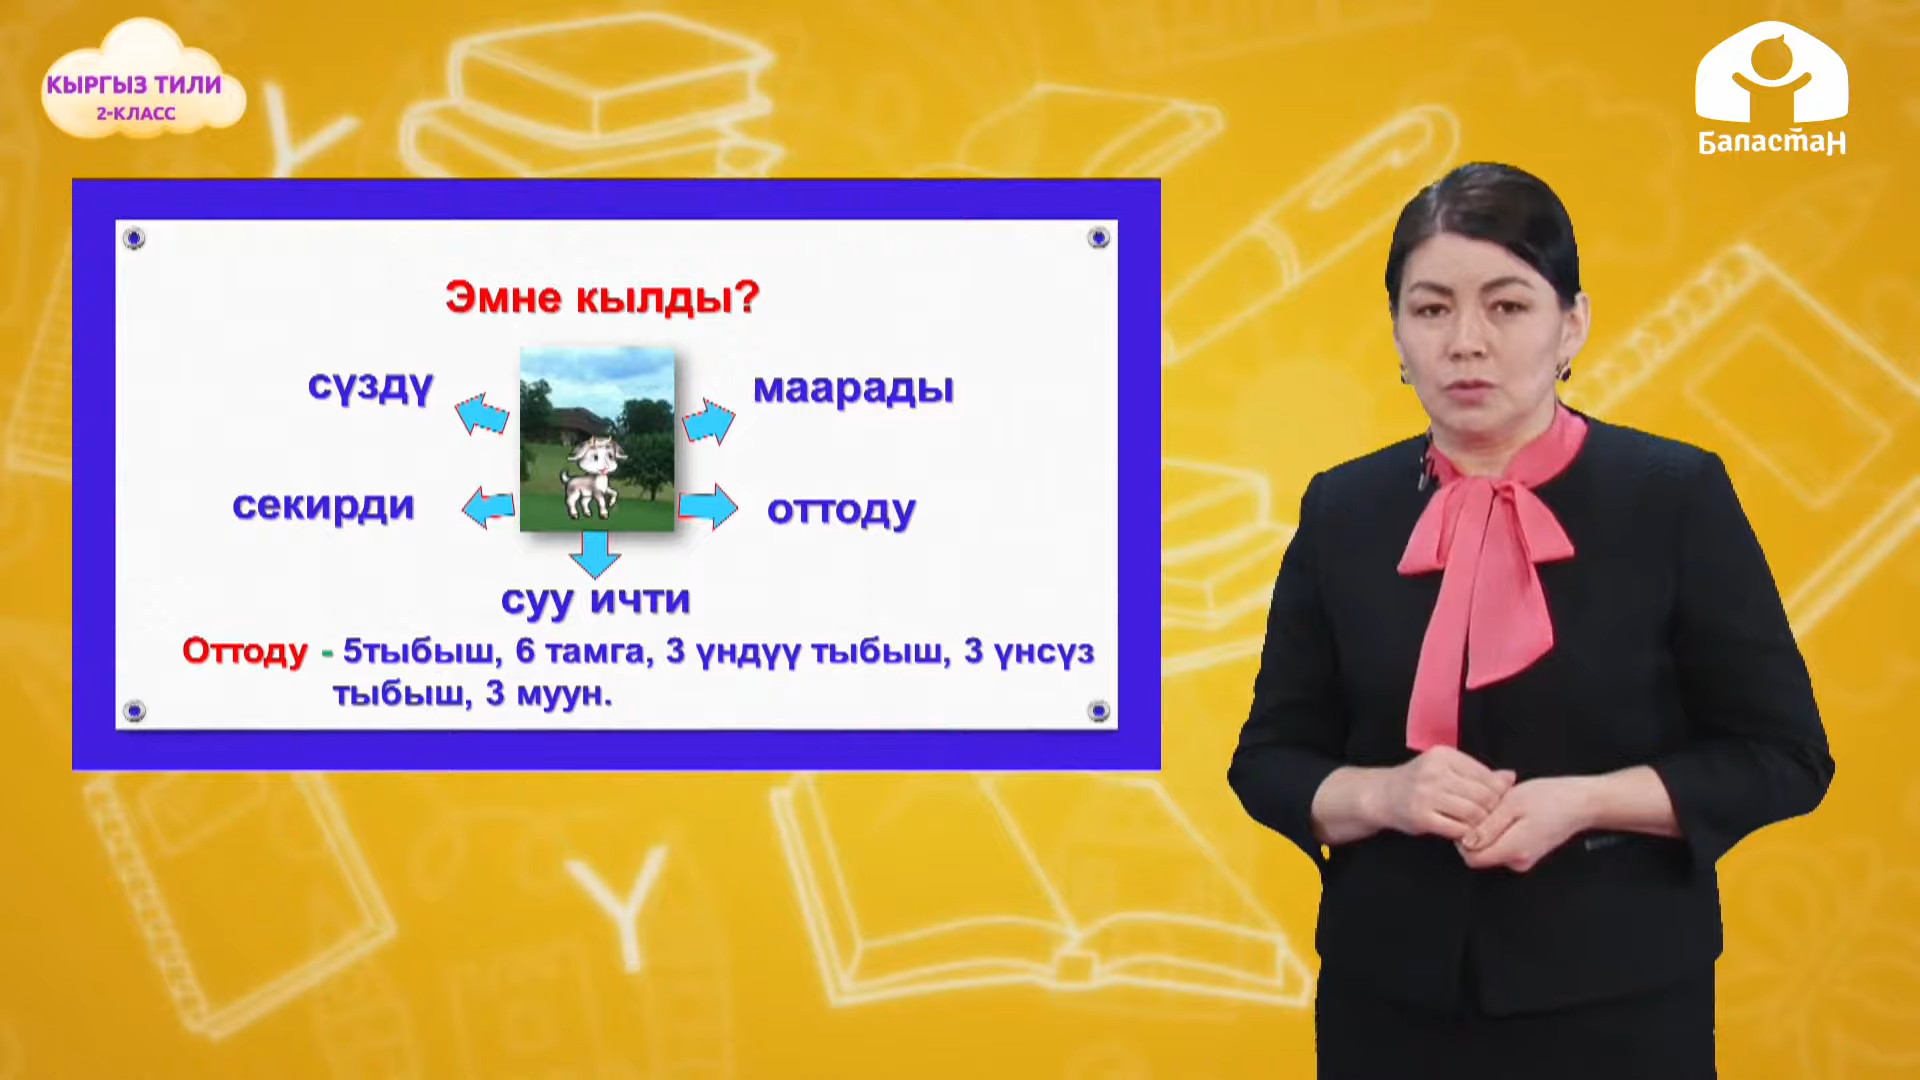 КЫРГЫЗ ТИЛИ
2-КЛАСС
БаластаН
Эмне кылды?
сүздү
маарады
секирди
оттоду
суу ичти
Оттоду - 5тыбыш, 6 тамга, 3 үндүү тыбыш, 3 үнсүз
тыбыш, 3 муун.